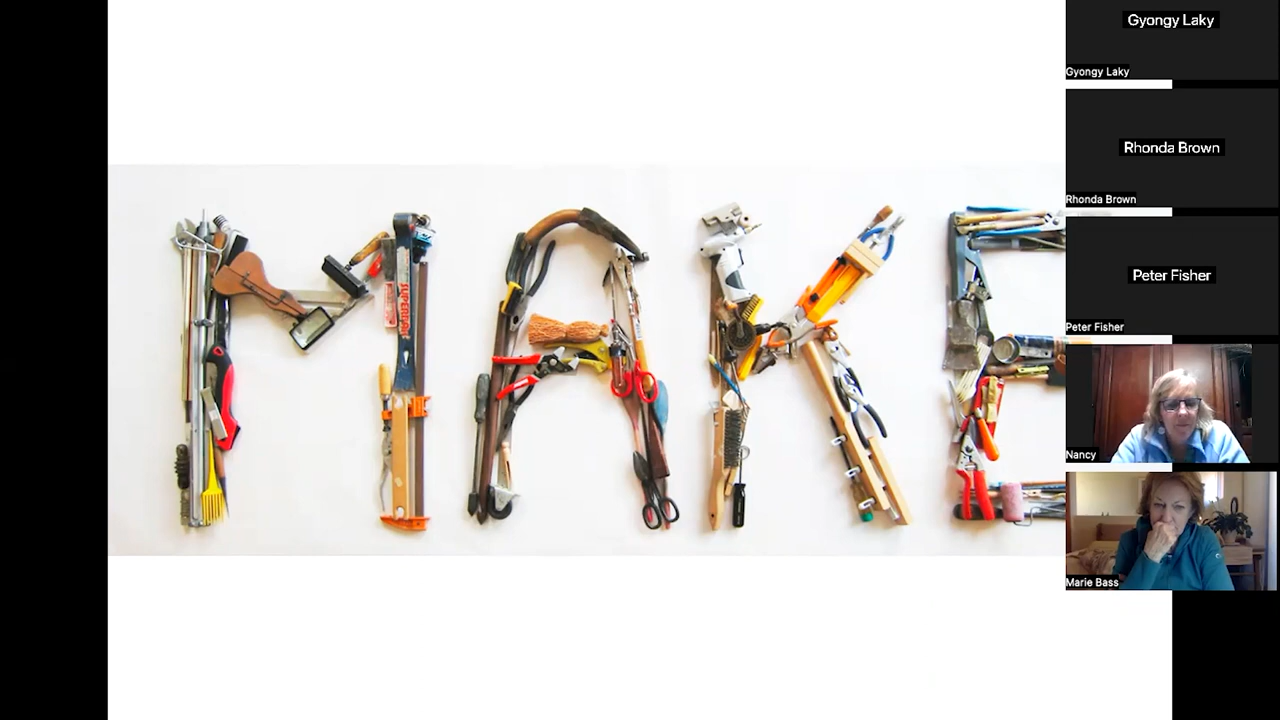 MAKE
Gyongy Laky
Gyongy Laky
Rhonda Brown
Rhonda Brown
Peter Fisher
Peter Fisher
Nancy
Marie Bass